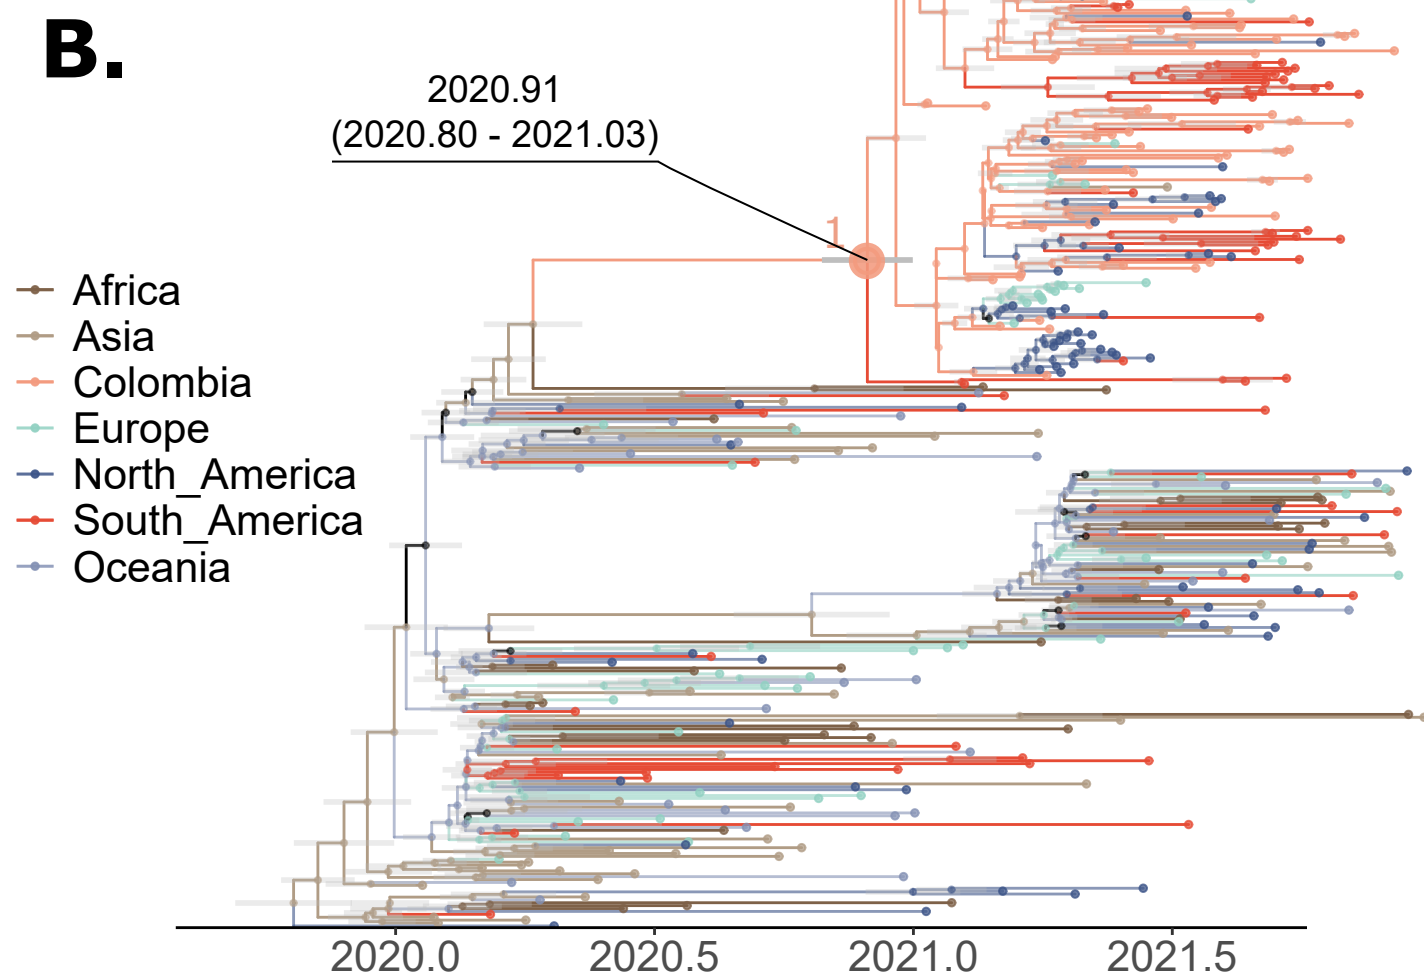 B.
2020.91
(2020.80 - 2021.03)
1
Africa
Asia
Colombia
Europe
North_America
South_America
Oceania
2020.0 2020.5 2021.0 2021.5